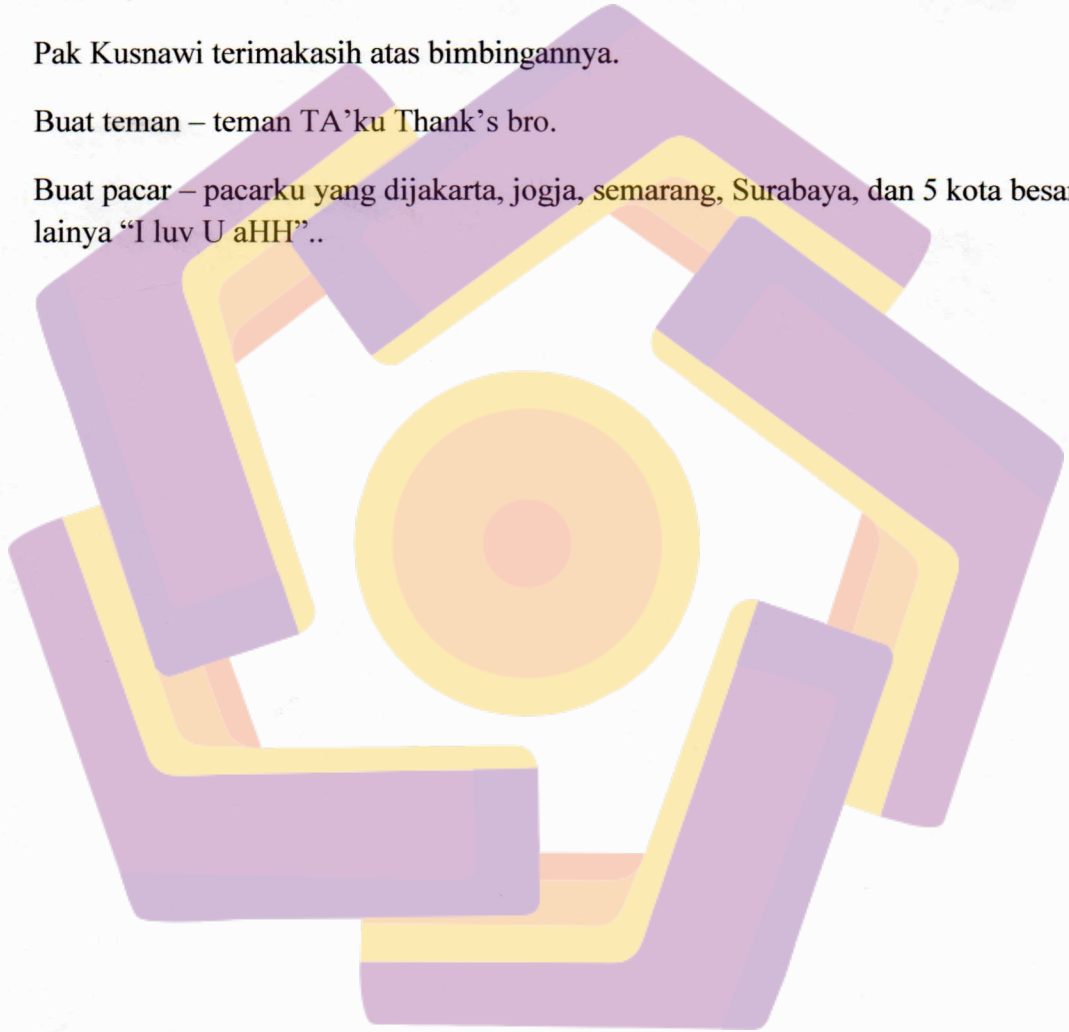 Pak Kusnawi terimakasih atas bimbingannya.
Buat teman – teman TA’ku Thank’s bro.
Buat pacar – pacarku yang dijakarta, jogja, semarang, Surabaya, dan 5 kota besar
lainya “I luv U aHH”..